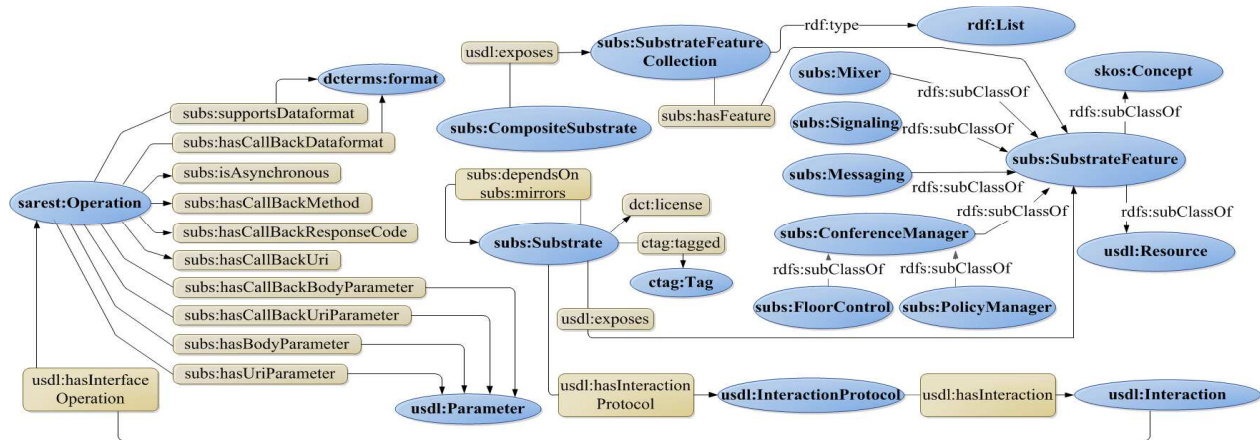 rdf:type
rdf:List
usdl:exposes
subs:SubstrateFeature
Collection
dcterms:format
subs:Mixer
skos:Concept
rdfs:subClassOf
rdfs:subClassOf
subs:supportsDataformat
subs:CompositeSubstrate
subs:hasFeature
subs:Signaling
rdfs:subClassOf
subs:hasCallBackDataformat
subs:SubstrateFeature
subs:isAsynchronous
subs:dependsOn
subs:mirrors
subs:Messaging
rdfs:subClassOf
sarest:Operation
subs:hasCallBackMethod
dct:license
rdfs:subClassOf
rdfs:subClassOf
subs:hasCallBackResponseCode
subs:Substrate
subs:ConferenceManager
ctag:tagged
usdl:Resource
subs:hasCallBackUri
rdfs:subClassOf
rdfs:subClassOf
ctag:Tag
subs:hasCallBackBodyParameter
subs:FloorControl
subs:PolicyManager
subs:hasCallBackUriParameter
usdl:exposes
subs:hasBodyParameter
subs:hasUriParameter
usdl:hasInterface
Operation
usdl:Parameter
usdl:hasInteraction
Protocol
usdl:InteractionProtocol
usdl:hasInteraction
usdl:Interaction